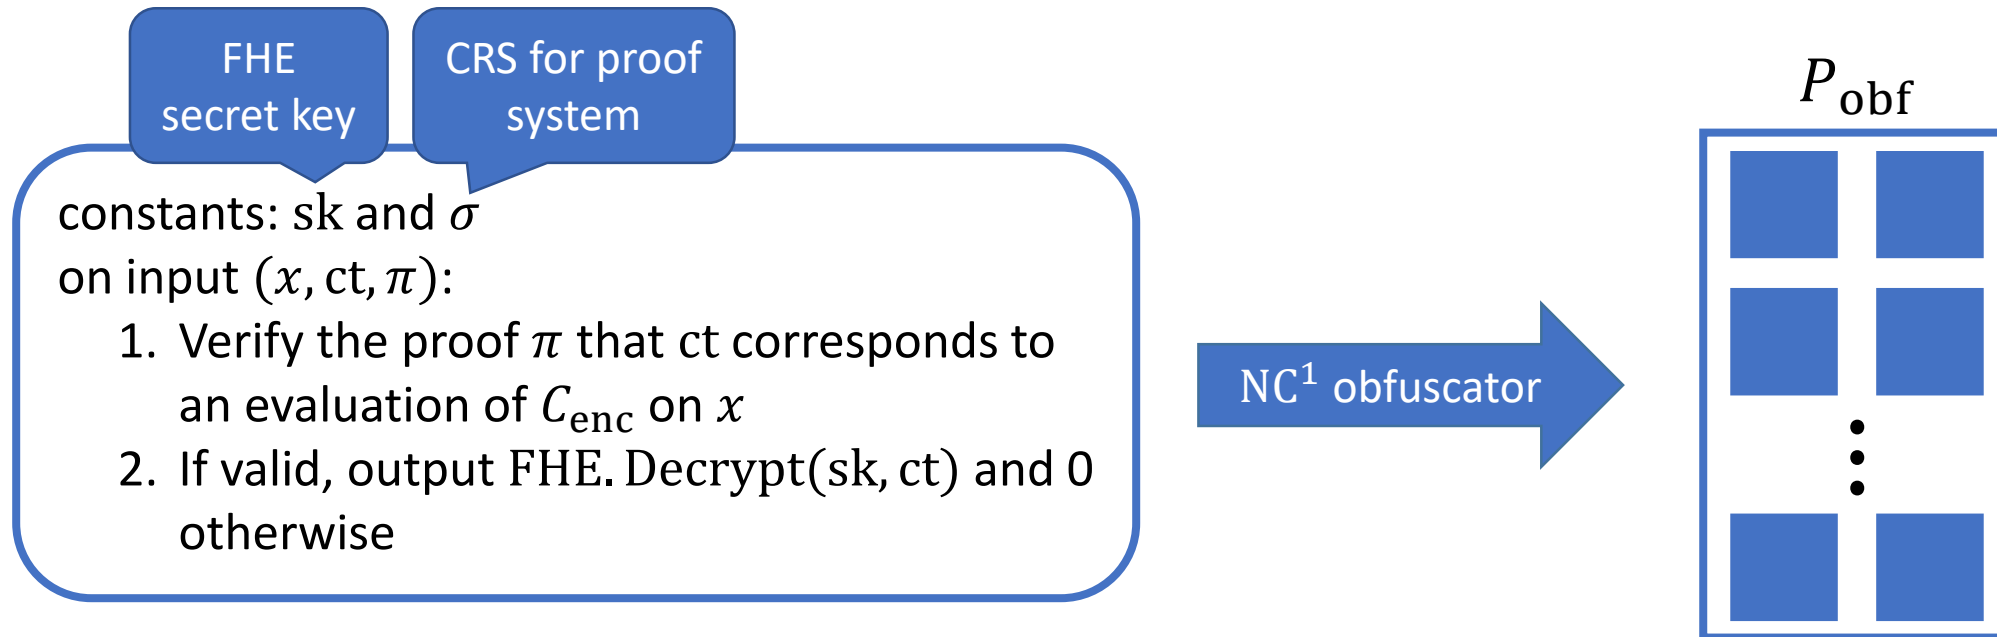 FHE
secret key
CRS for proof
system
constants: sk and σ
on input (x, ct, π):
1. Verify the proof π that ct corresponds to
an evaluation of C_enc on x
2. If valid, output FHE. Decrypt(sk, ct) and 0
otherwise
NC¹ obfuscator
P_obf